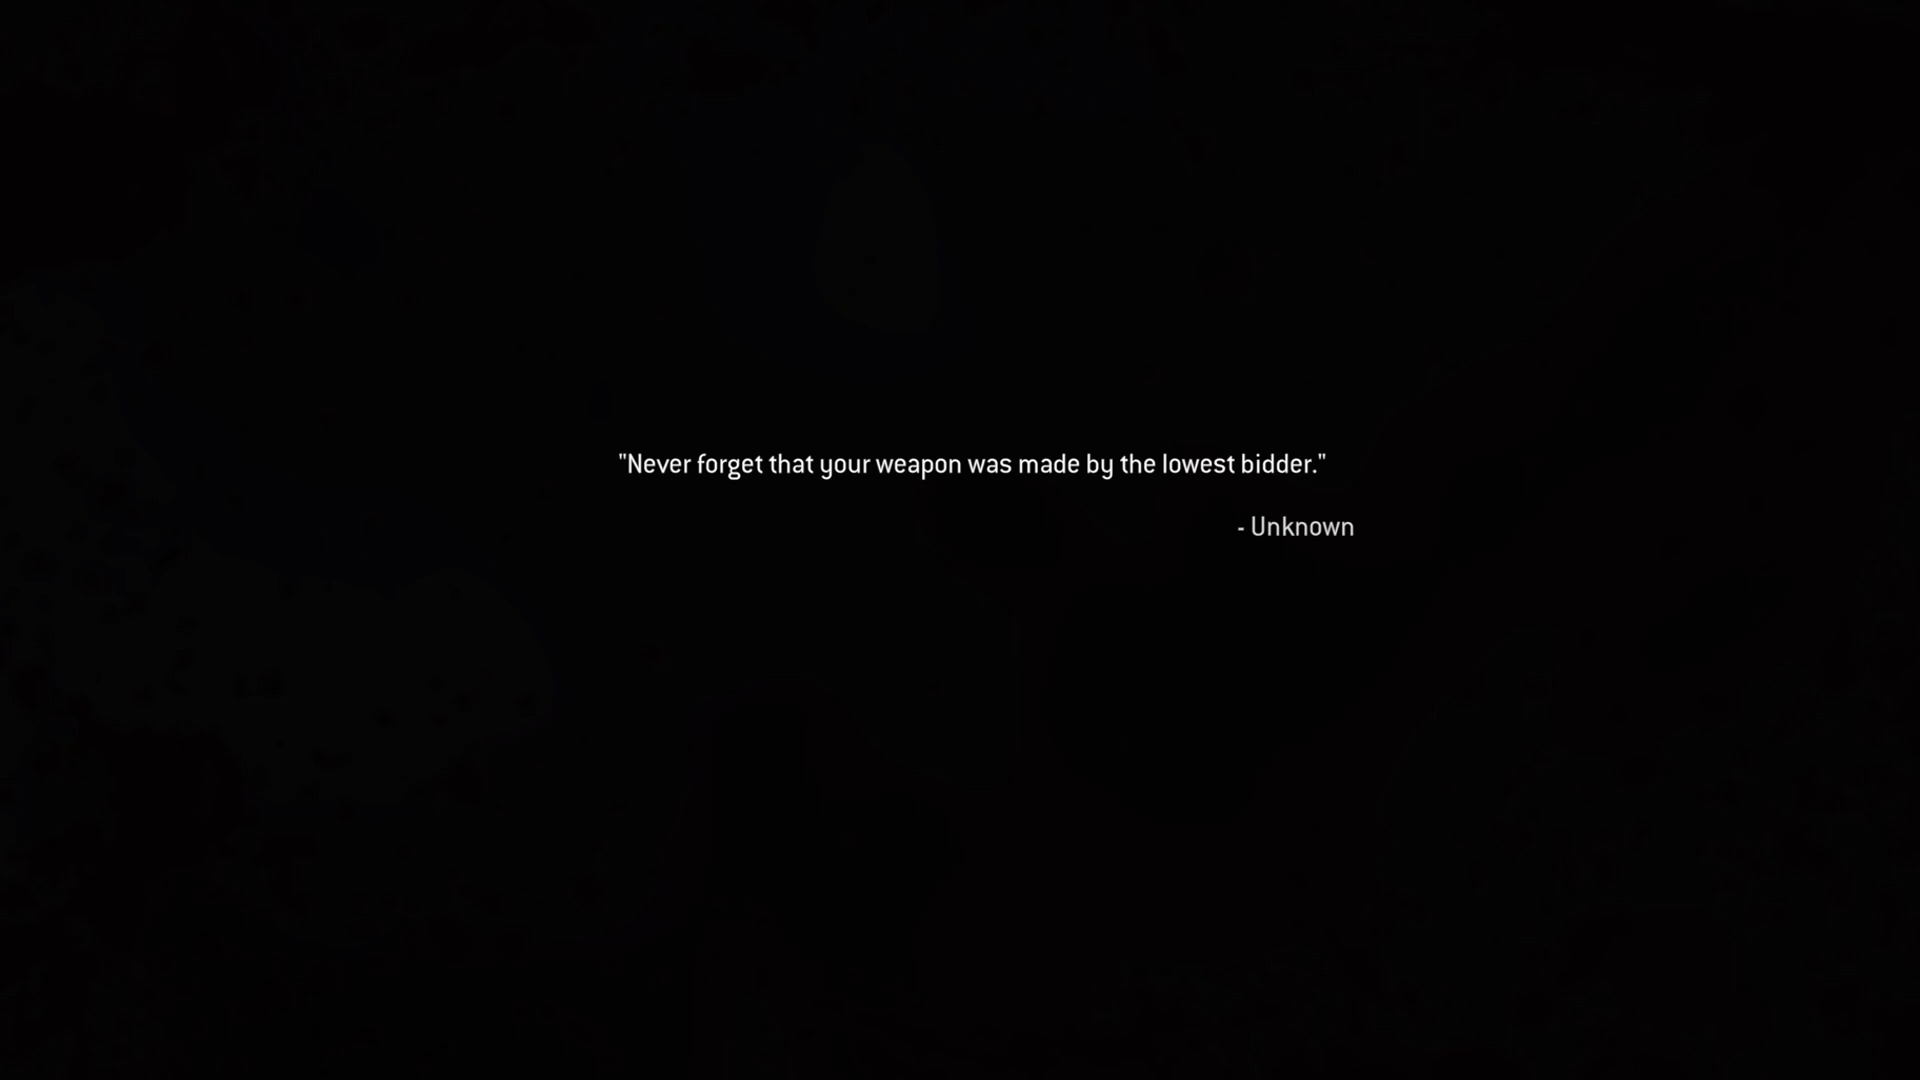 "Never forget that your weapon was made by the lowest bidder."
- Unknown